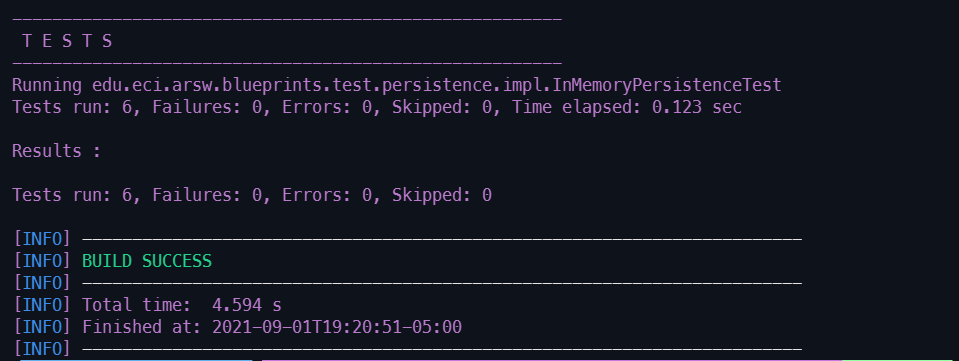 -------------------------------------------------------
 T E S T S
-------------------------------------------------------
Running edu.eci.arsw.blueprints.test.persistence.impl.InMemoryPersistenceTest
Tests run: 6, Failures: 0, Errors: 0, Skipped: 0, Time elapsed: 0.123 sec

Results :

Tests run: 6, Failures: 0, Errors: 0, Skipped: 0

[INFO] ------------------------------------------------------------------------
[INFO] BUILD SUCCESS
[INFO] ------------------------------------------------------------------------
[INFO] Total time:  4.594 s
[INFO] Finished at: 2021-09-01T19:20:51-05:00
[INFO] ------------------------------------------------------------------------